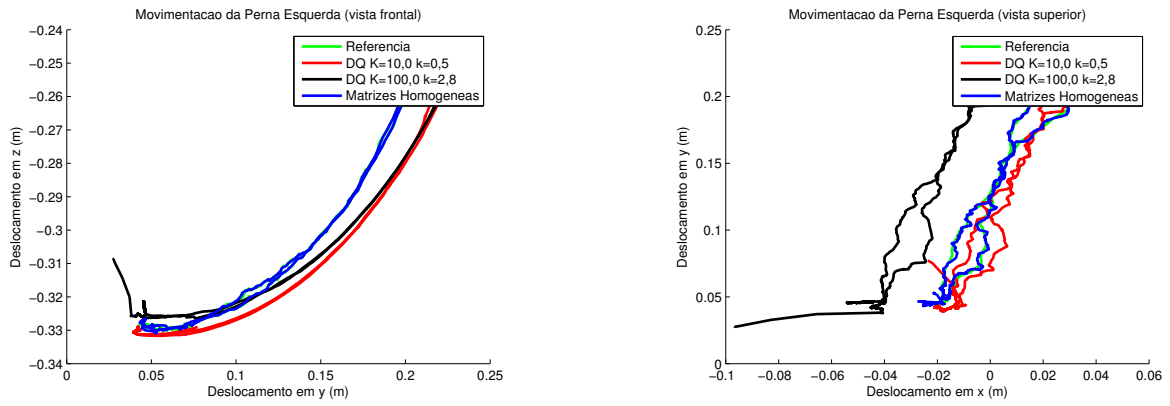 Movimentacao da Perna Esquerda (vista frontal)
−0.24
−0.25
−0.26
−0.27
−0.28
−0.29
−0.3
−0.31
−0.32
−0.33
−0.34
0
0.05
0.1
0.15
0.2
0.25
Deslocamento em z (m)
Deslocamento em y (m)
Referencia
DQ K=10,0 k=0,5
DQ K=100,0 k=2,8
Matrizes Homogeneas
Movimentacao da Perna Esquerda (vista superior)
0.25
0.2
0.15
0.1
0.05
0
−0.1
−0.08
−0.06
−0.04
−0.02
0
0.02
0.04
0.06
Deslocamento em y (m)
Deslocamento em x (m)
Referencia
DQ K=10,0 k=0,5
DQ K=100,0 k=2,8
Matrizes Homogeneas